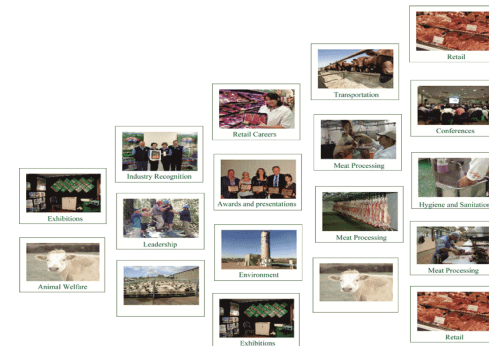 Exhibitions
Animal Welfare
Industry Recognition
Leadership
Retail Careers
Awards and presentations
Environment
Exhibitions
Transportation
Meat Processing
Meat Processing
Retail
Conferences
Hygiene and Sanitation
Meat Processing
Retail